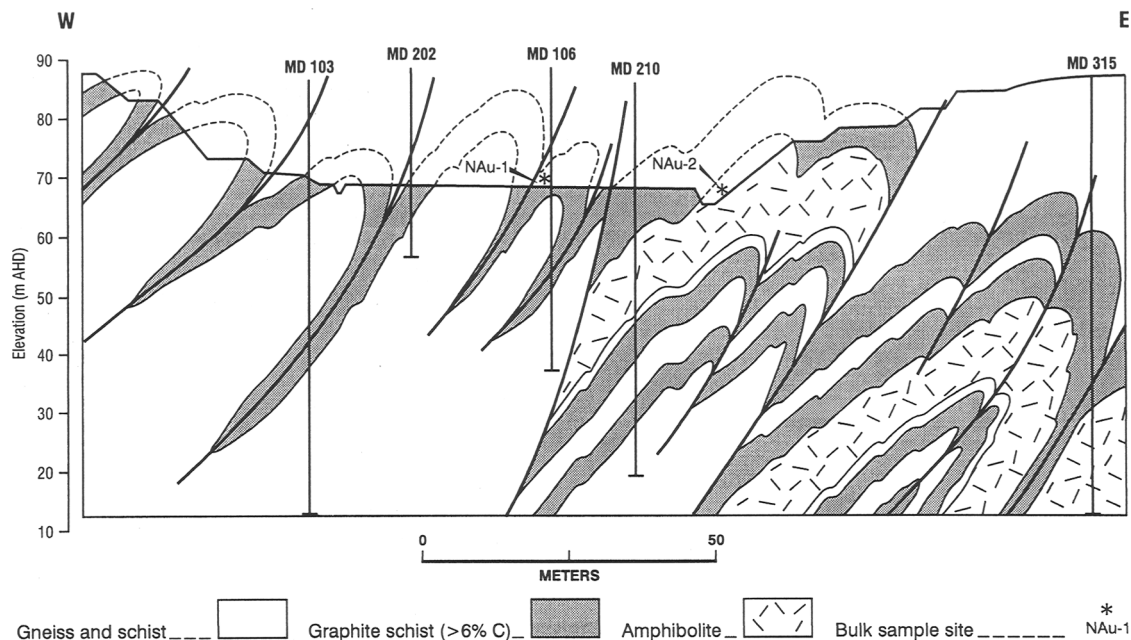 W
E
MD 103
MD 202
MD 106
MD 210
MD 315
90
80
70
60
50
40
30
20
10
Elevation (m AHD)
NAu-1
*
NAu-2
*
0
50
METERS
Gneiss and schist
Graphite schist (>6% C)
Amphibolite
Bulk sample site
*
NAu-1